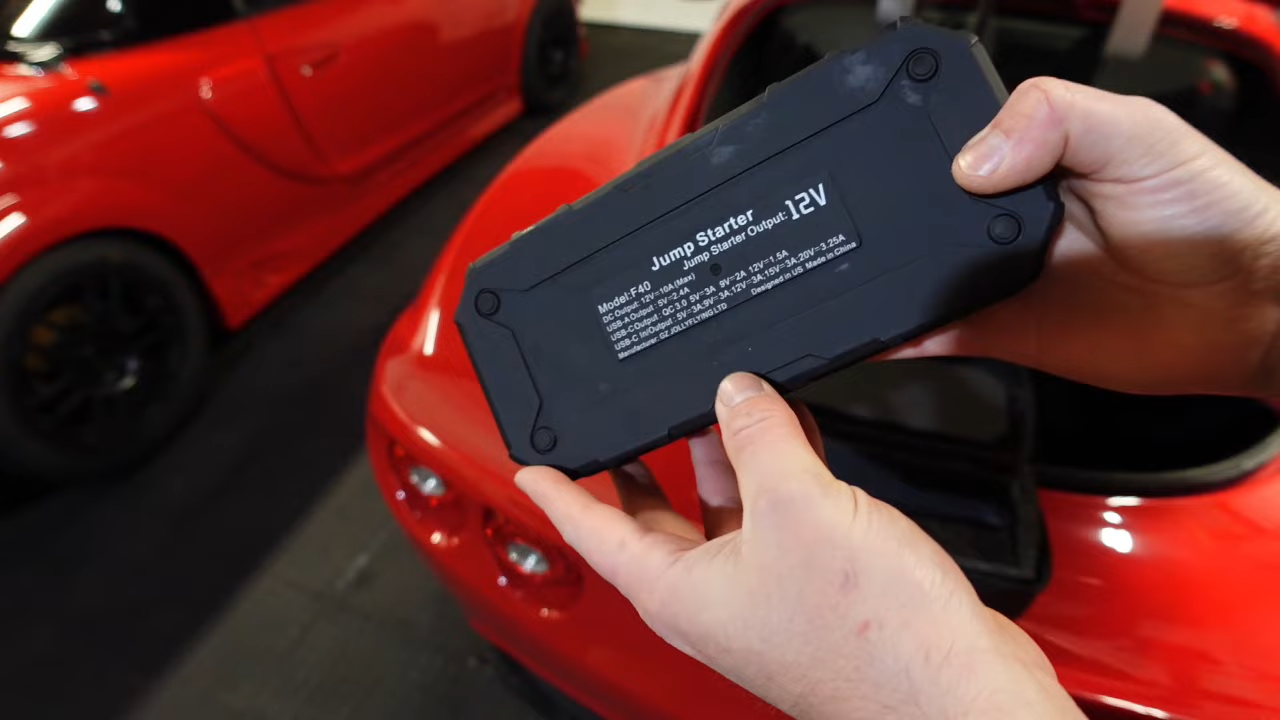 Jump Starter
Jump Starter Output: 12V
Model:F40
DC Output: 12V=10A (Max)
USB-A Output : 5V=2.4A
USB-C Output : QC 3.0 5V=3A 9V=2A 12V=1.5A
USB-C In/Output : 5V=3A;9V=3A;12V=3A;15V=3A;20V=3.25A
Manufacturer: GZ JOLLYFLYING LTD Designed in US Made in China